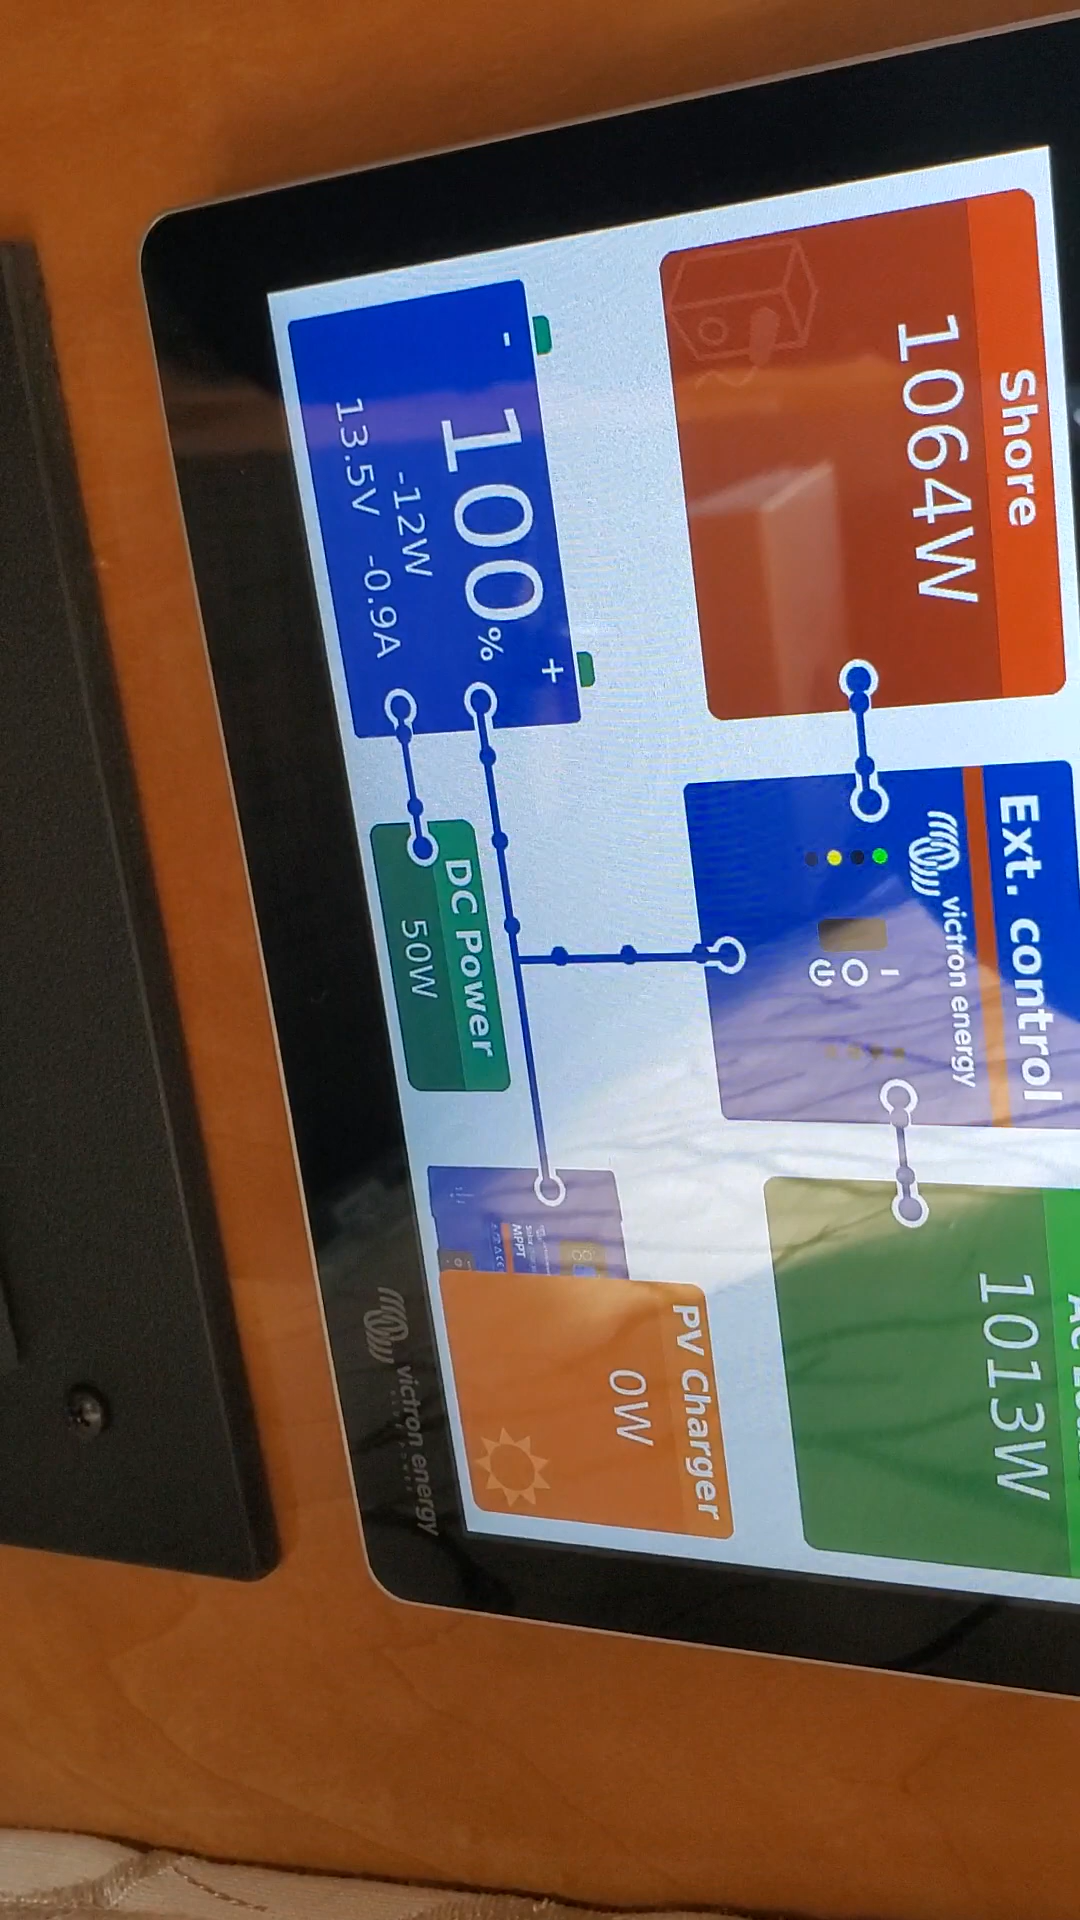 Shore
1064W
Ext. control
victron energy
1013W
- +
100%
-12W
13.5V -0.9A
DC Power
50W
MPPT
PV Charger
0W
victron energy